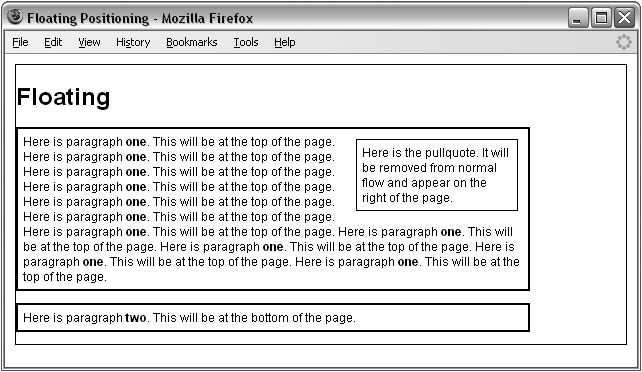 Floating Positioning - Mozilla Firefox
File Edit View History Bookmarks Tools Help
Floating
Here is paragraph one. This will be at the top of the page.
Here is paragraph one. This will be at the top of the page.
Here is paragraph one. This will be at the top of the page.
Here is paragraph one. This will be at the top of the page.
Here is paragraph one. This will be at the top of the page.
Here is paragraph one. This will be at the top of the page.
Here is paragraph one. This will be at the top of the page. Here is paragraph one. This will
be at the top of the page. Here is paragraph one. This will be at the top of the page. Here is
paragraph one. This will be at the top of the page. Here is paragraph one. This will be at the
top of the page.
Here is the pullquote. It will
be removed from normal
flow and appear on the
right of the page.
Here is paragraph two. This will be at the bottom of the page.